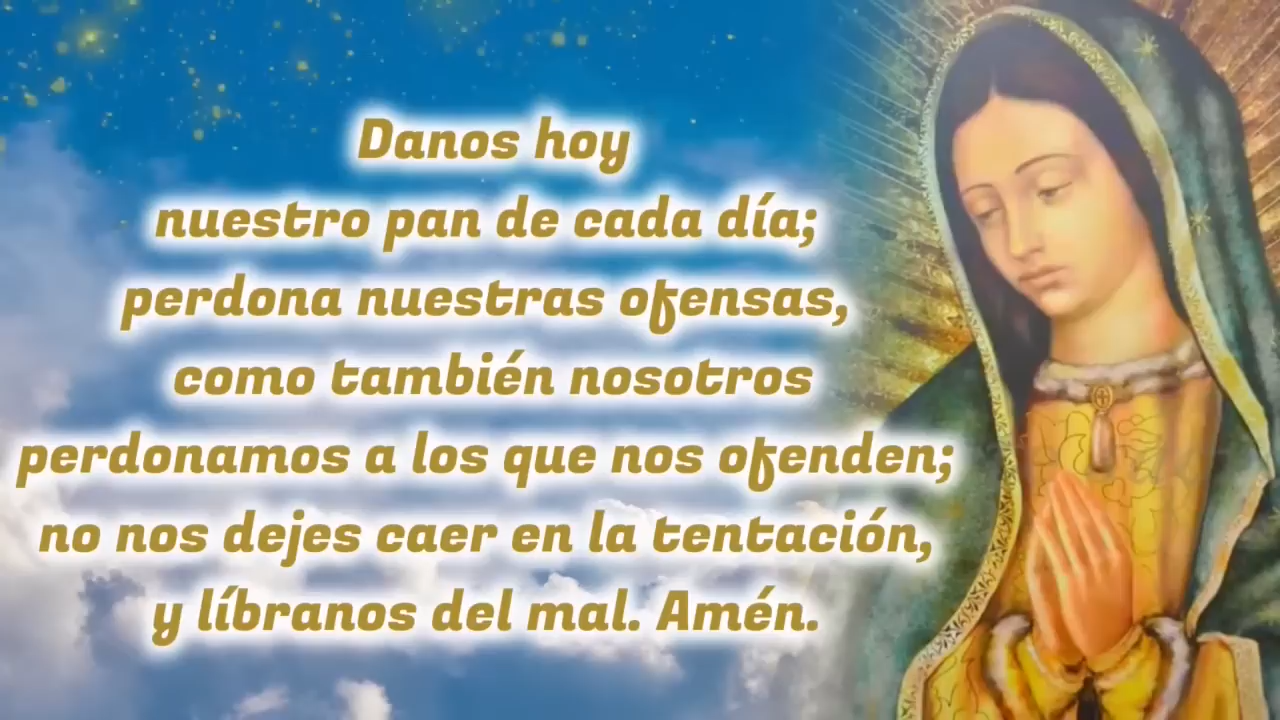 Danos hoy
nuestro pan de cada día;
perdona nuestras ofensas,
como también nosotros
perdonamos a los que nos ofenden;
no nos dejes caer en la tentación,
y líbranos del mal. Amén.